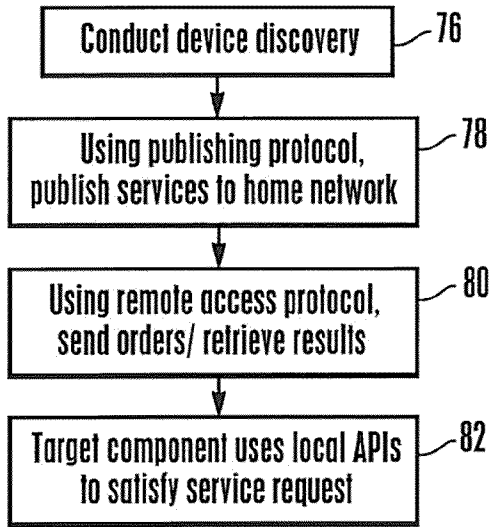 Conduct device discovery
76
Using publishing protocol,
publish services to home network
78
Using remote access protocol,
send orders/ retrieve results
80
Target component uses local APIs
to satisfy service request
82